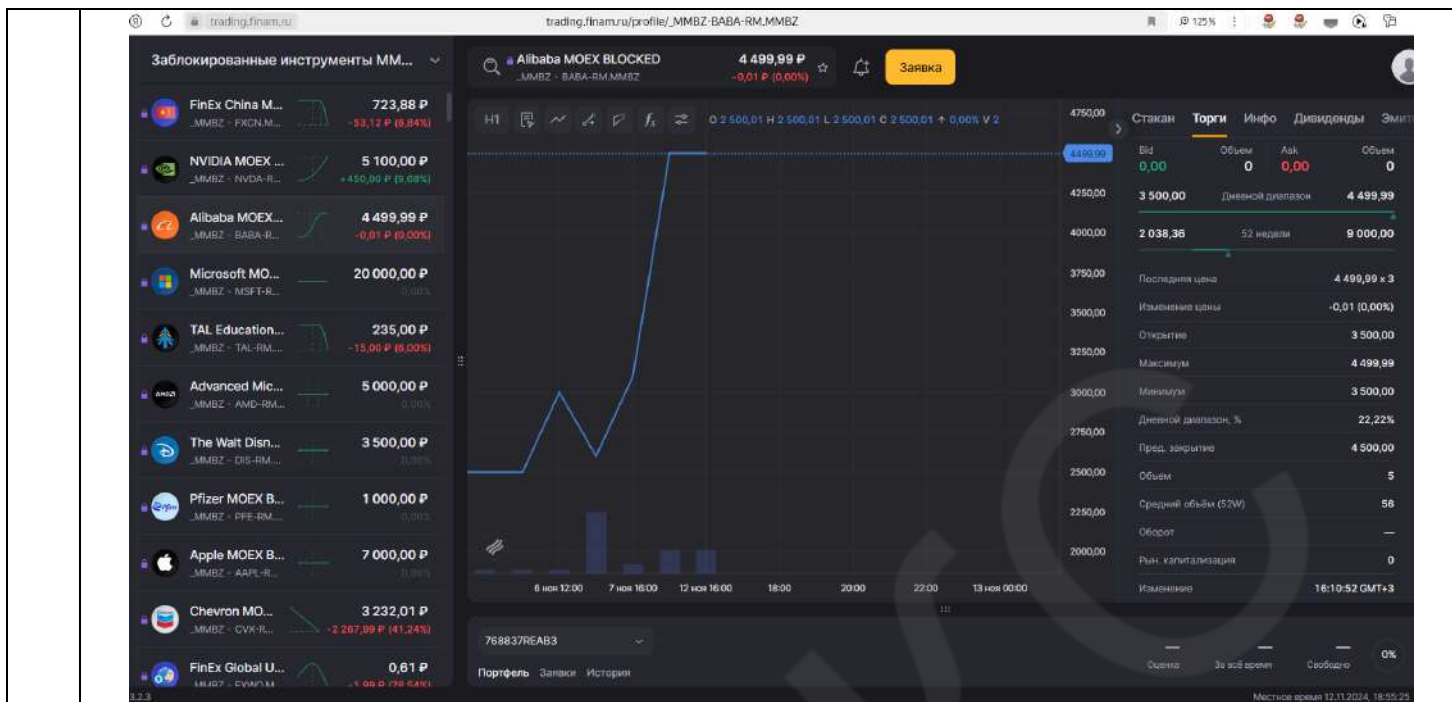 trading.finam.ru
trading.finam.ru/profile/_MMBZ-BABA-RM.MMBZ
125%
Заблокированные инструменты ММ...
Alibaba MOEX BLOCKED
_MMBZ - BABA-RM.MMBZ
4 499,99 ₽
-0,01 ₽ (0,00%)
Заявка
FinEx China M...
723,88 ₽
_MMBZ - FXCN.M...
-53,12 ₽ (6,84%)
NVIDIA MOEX ...
5 100,00 ₽
_MMBZ - NVDA-R...
+450,00 ₽ (9,68%)
Alibaba MOEX...
4 499,99 ₽
_MMBZ - BABA-R...
-0,01 ₽ (0,00%)
Microsoft MO...
20 000,00 ₽
_MMBZ - MSFT-R...
0,00%
TAL Education...
235,00 ₽
_MMBZ - TAL-RM....
-15,00 ₽ (6,00%)
Advanced Mic...
5 000,00 ₽
_MMBZ - AMD-RM...
0,00%
The Walt Disn...
3 500,00 ₽
_MMBZ - DIS-RM....
0,00%
Pfizer MOEX B...
1 000,00 ₽
_MMBZ - PFE-RM....
0,00%
Apple MOEX B...
7 000,00 ₽
_MMBZ - AAPL-R...
0,00%
Chevron MO...
3 232,01 ₽
_MMBZ - CVX-R...
-2 267,99 ₽ (41,24%)
FinEx Global U...
0,61 ₽
H1
O 2 500,01 H 2 500,01 L 2 500,01 C 2 500,01 ↑ 0,00% V 2
4750,00
4499,99
4250,00
4000,00
3750,00
3500,00
3250,00
3000,00
2750,00
2500,00
2250,00
2000,00
6 ноя 12:00
7 ноя 16:00
12 ноя 16:00
18:00
20:00
22:00
13 ноя 00:00
Стакан Торги Инфо Дивиденды Эмит
Bid Объем Ask Объем
0,00 0 0,00 0
3 500,00 Дневной диапазон 4 499,99
2 038,36 52 недели 9 000,00
Последняя цена 4 499,99 x 3
Изменение цены -0,01 (0,00%)
Открытие 3 500,00
Максимум 4 499,99
Минимум 3 500,00
Дневной диапазон, % 22,22%
Пред. закрытие 4 500,00
Объем 5
Средний объём (52W) 56
Оборот —
Рын. капитализация 0
Изменение 16:10:52 GMT+3
768837REAB3
Портфель Заявки История
— — —
Оценка За всё время Свободно
0%
3.2.3
Местное время 12.11.2024, 18:55:25